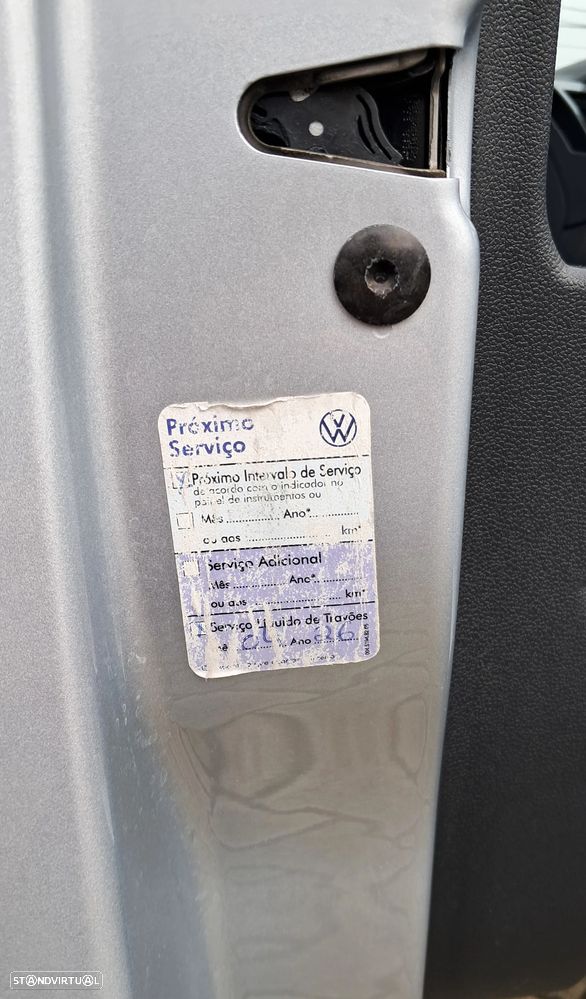 Próximo
Serviço
Próximo Intervalo de Serviço
de acordo com o indicador no
painel de instrumentos ou
Mês .................. Ano*..................
ou aos .............................. km*
Serviço Adicional
Mês .................. Ano*..................
ou aos .............................. km*
Serviço Líquido de Travões
Ano
STANDVIRTUAL